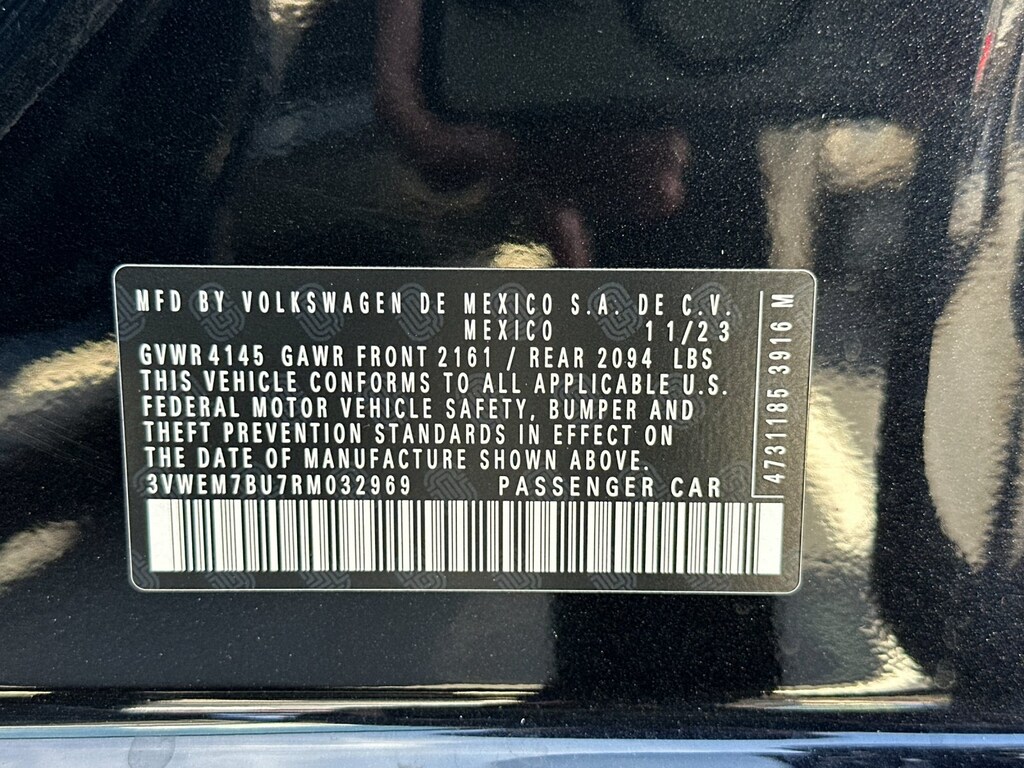 MFD BY VOLKSWAGEN DE MEXICO S.A. DE C.V.
MEXICO 11/23
GVWR 4145 GAWR FRONT 2161 / REAR 2094 LBS
THIS VEHICLE CONFORMS TO ALL APPLICABLE U.S.
FEDERAL MOTOR VEHICLE SAFETY, BUMPER AND
THEFT PREVENTION STANDARDS IN EFFECT ON
THE DATE OF MANUFACTURE SHOWN ABOVE.
3VWEM7BU7RM032969 PASSENGER CAR
4731185 3916 M